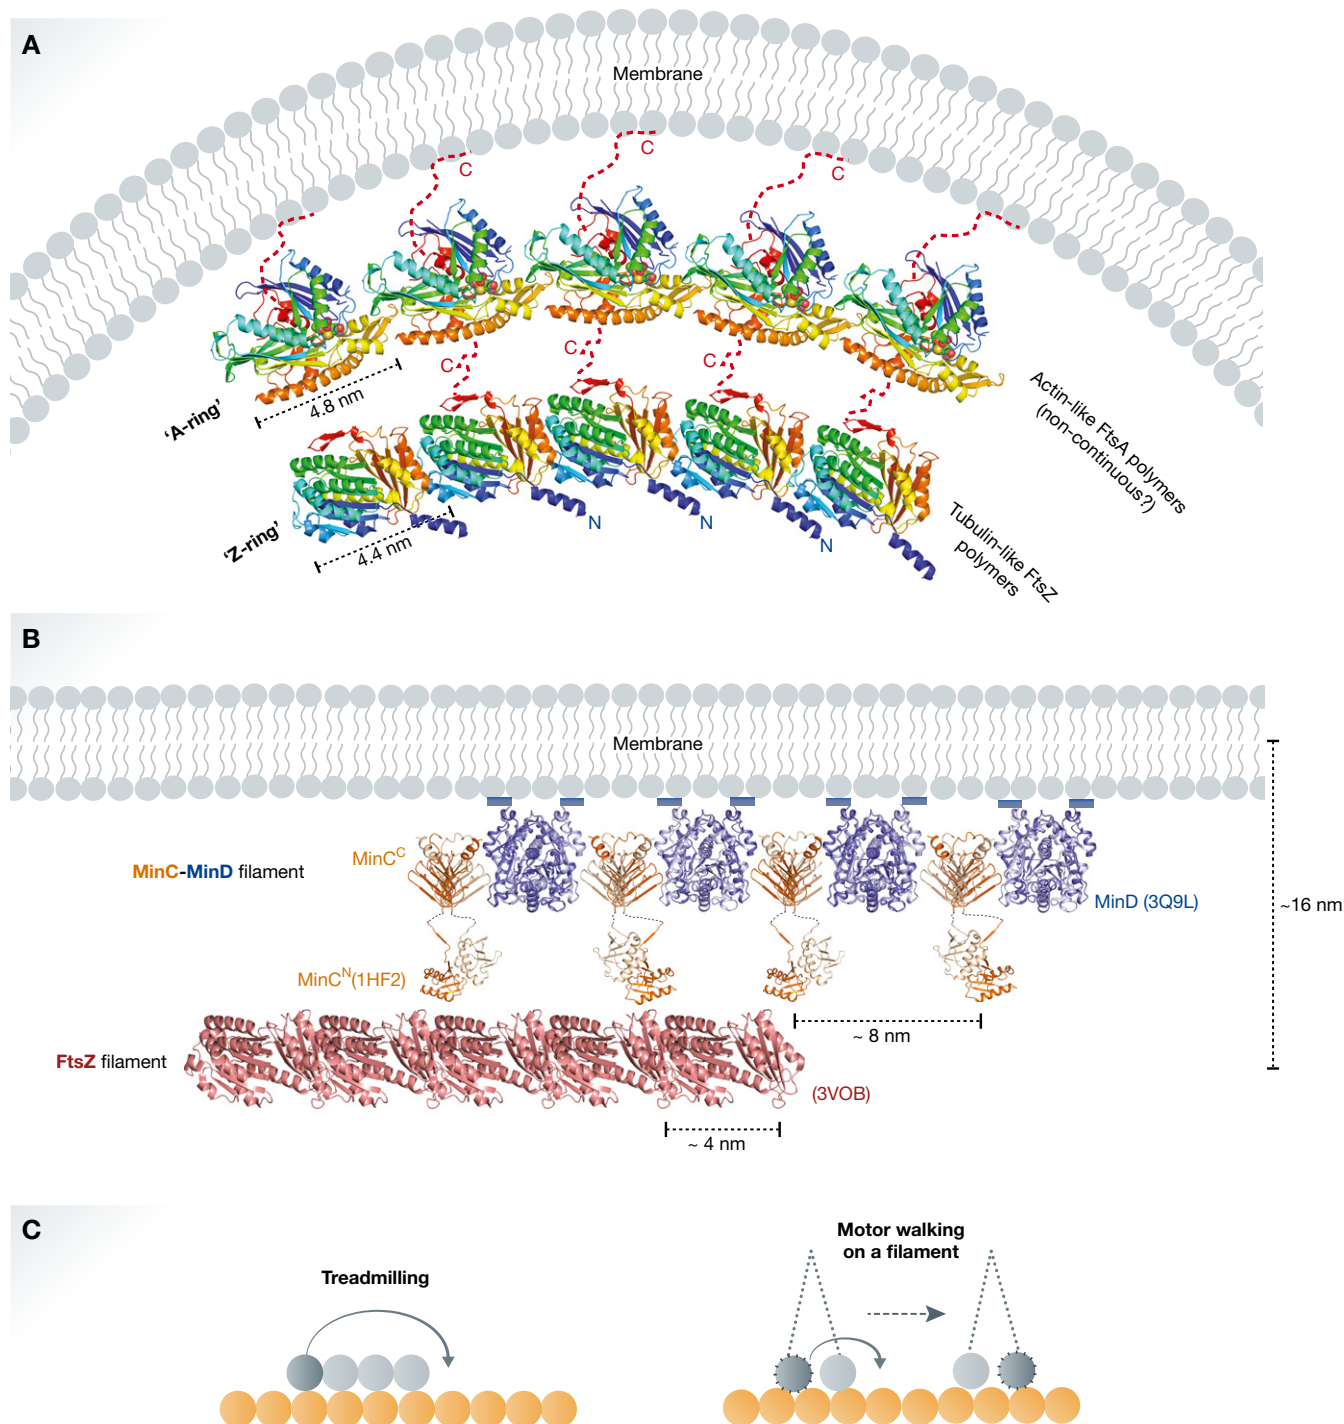 A
Membrane
C
C
C
C
C
4.8 nm
'A-ring'
Actin-like FtsA polymers
(non-continuous?)
N
N
N
'Z-ring'
4.4 nm
Tubulin-like FtsZ
polymers
B
Membrane
MinC^C
MinC-MinD filament
MinD (3Q9L)
~16 nm
MinC^N(1HF2)
~ 8 nm
FtsZ filament
(3VOB)
~ 4 nm
C
Motor walking
on a filament
Treadmilling